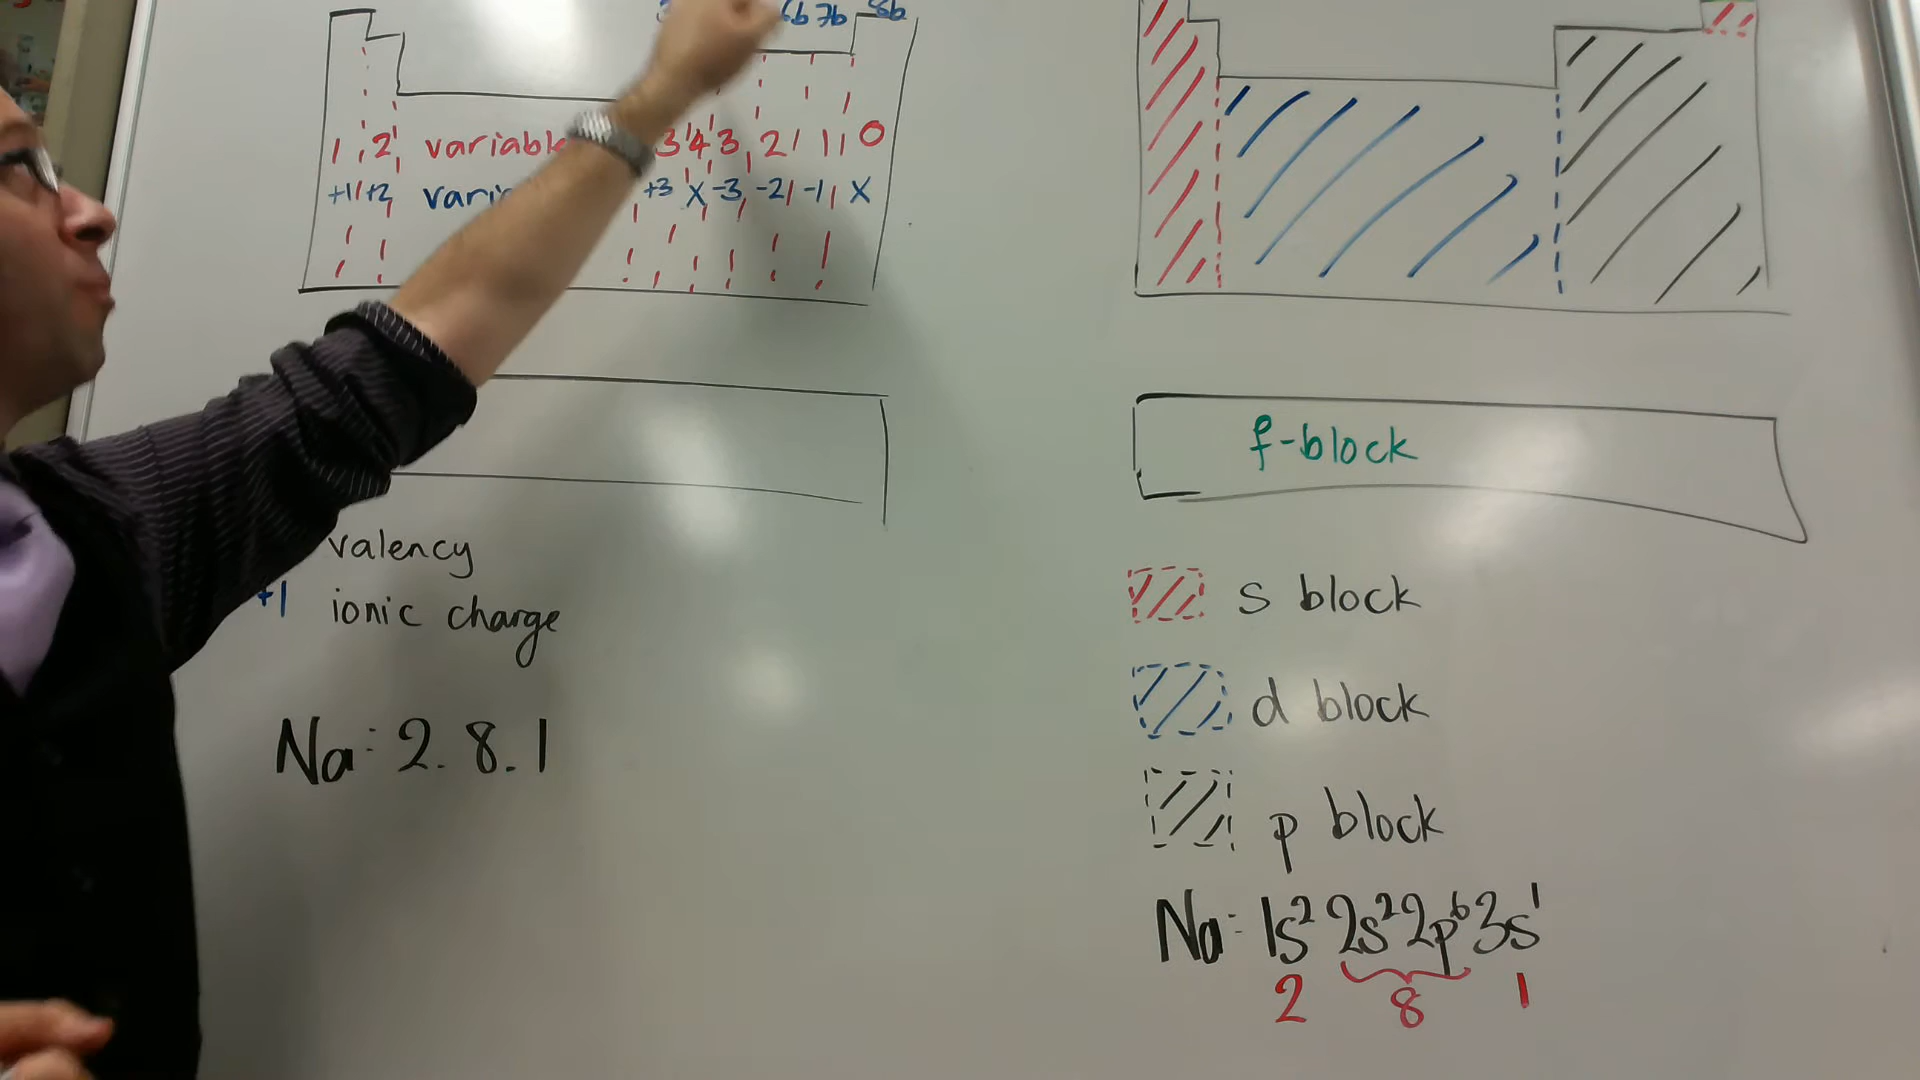 6b 7b 8b
1 2 variable 3 4 3 2 1 0
+1 +2 +3 X -3 -2 -1 X
valency
+1 ionic charge
Na: 2.8.1
f-block
s block
d block
p block
Na: 1s² 2s² 2p⁶ 3s¹
2 8 1